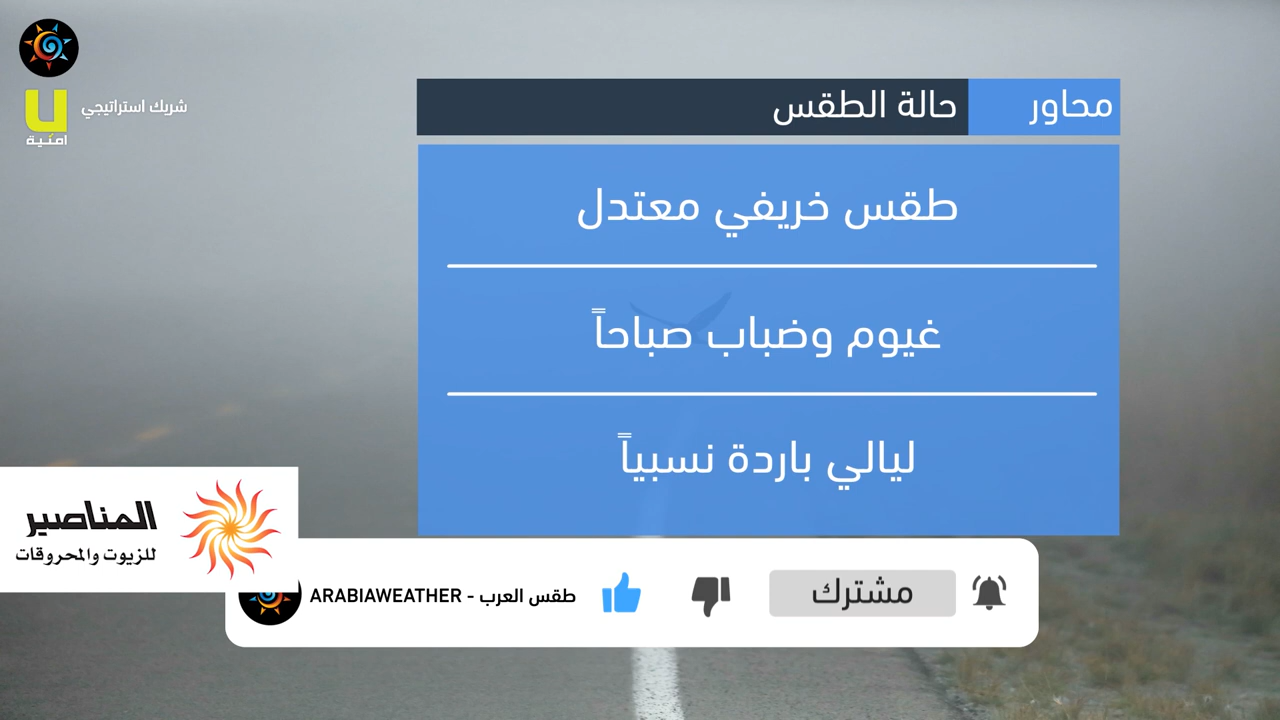 محاور
حالة الطقس
شريك استراتيجي
U
امنية
طقس خريفي معتدل
غيوم وضباب صباحاً
ليالي باردة نسبياً
المناصير
للزيوت والمحروقات
طقس العرب - ARABIAWEATHER
مشترك